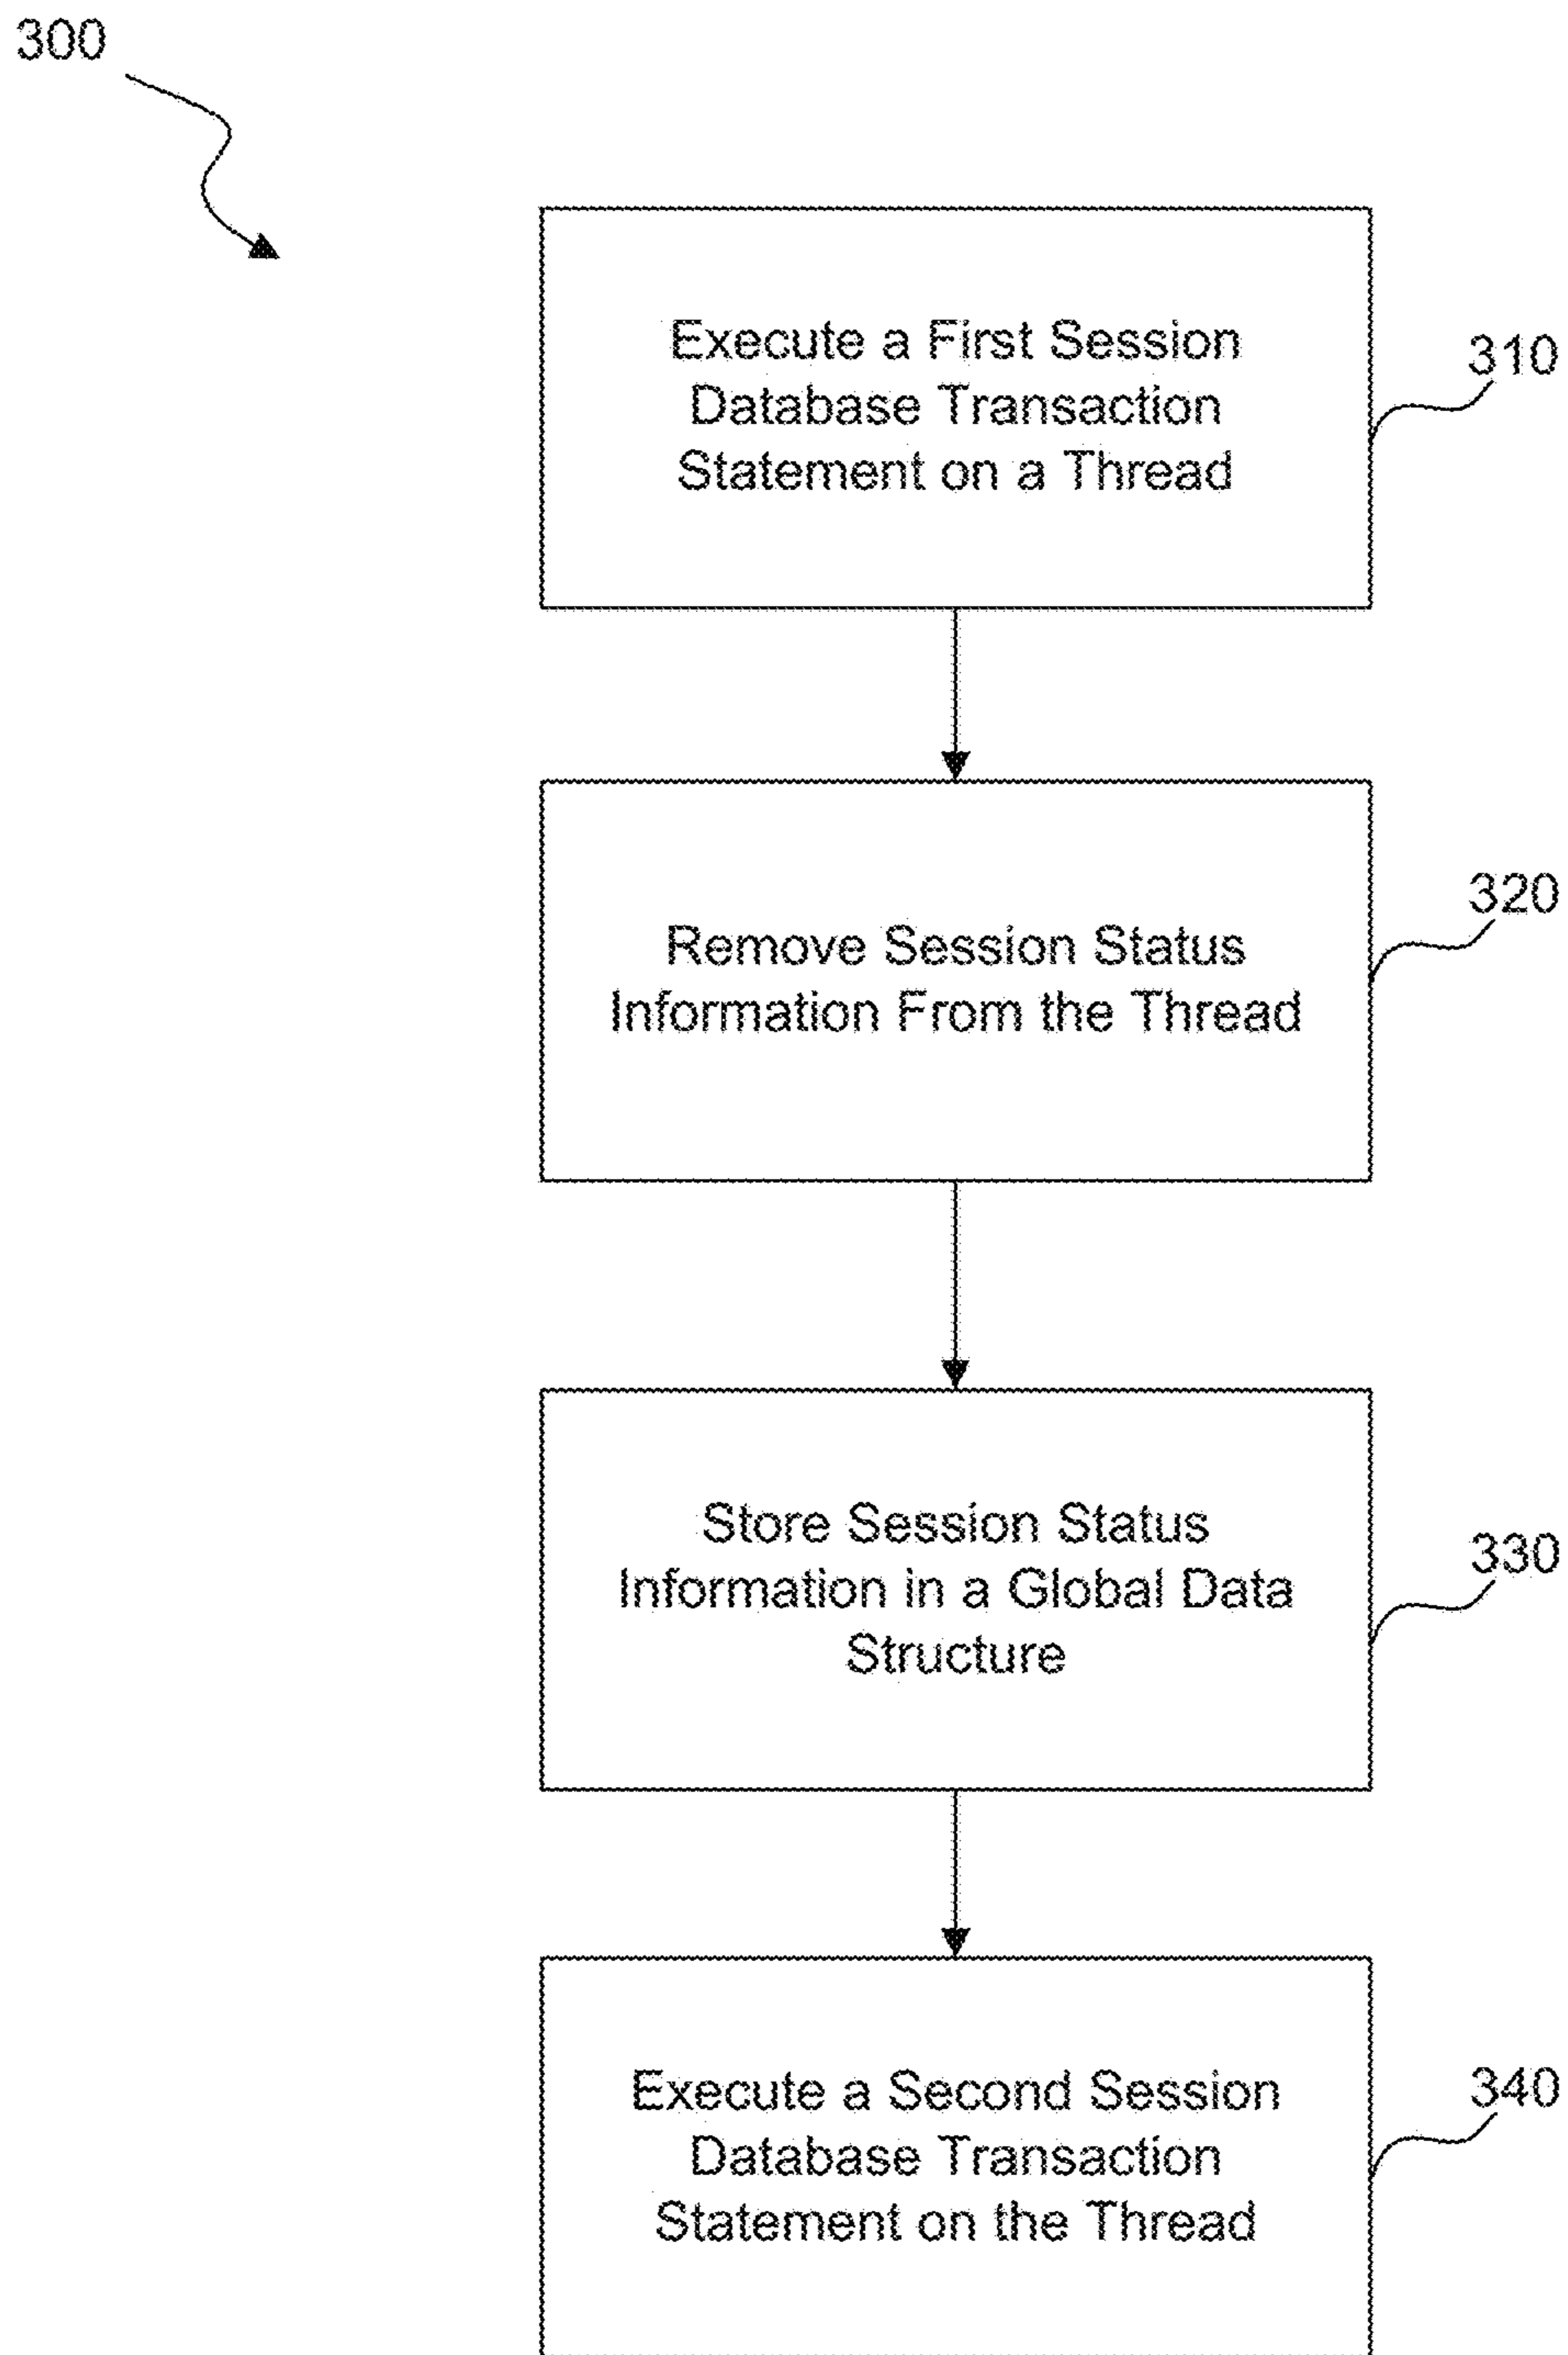 300
Execute a First Session
Database Transaction
Statement on a Thread
310
Remove Session Status
Information From the Thread
320
Store Session Status
Information in a Global Data
Structure
330
Execute a Second Session
Database Transaction
Statement on the Thread
340